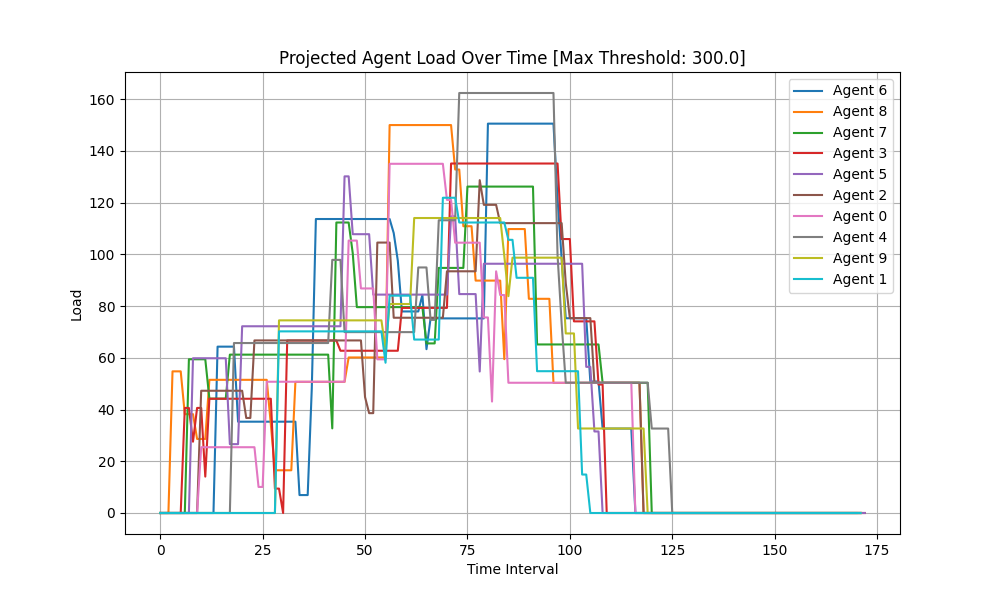 Projected Agent Load Over Time [Max Threshold: 300.0]
Load
160
140
120
100
80
60
40
20
0
0 25 50 75 100 125 150 175
Time Interval
Agent 6
Agent 8
Agent 7
Agent 3
Agent 5
Agent 2
Agent 0
Agent 4
Agent 9
Agent 1